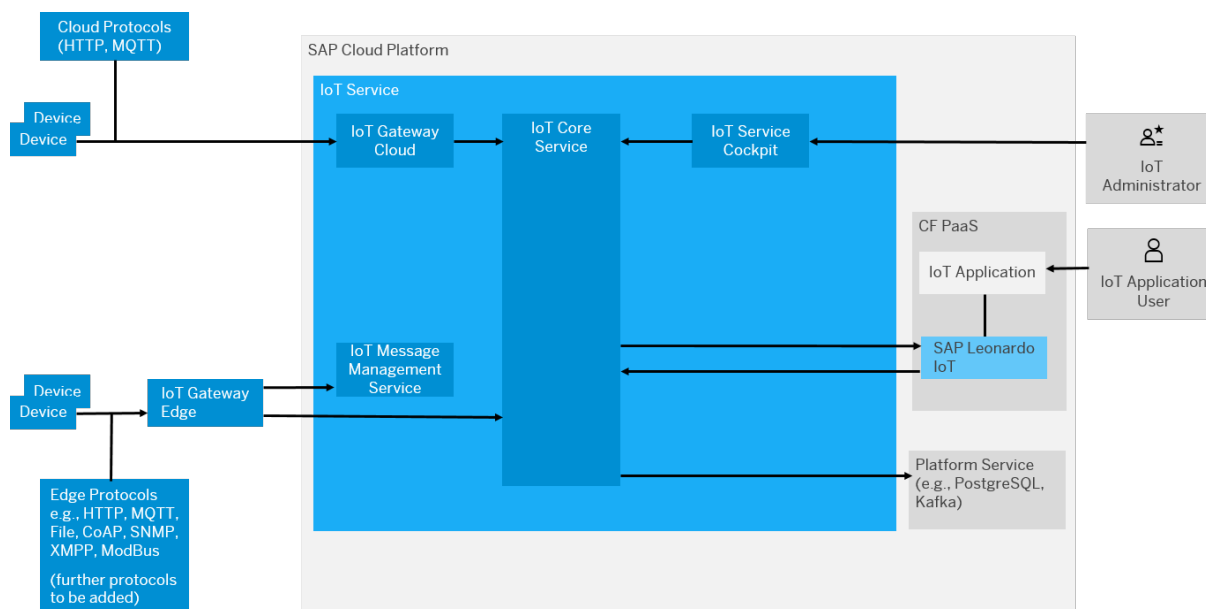 Cloud Protocols
(HTTP, MQTT)
SAP Cloud Platform
IoT Service
Device
Device
IoT Gateway
Cloud
IoT Core
Service
IoT Service
Cockpit
IoT
Administrator
CF PaaS
IoT Application
IoT Application
User
SAP Leonardo
IoT
IoT Message
Management
Service
Device
Device
IoT Gateway
Edge
Platform Service
(e.g., PostgreSQL,
Kafka)
Edge Protocols
e.g., HTTP, MQTT,
File, CoAP, SNMP,
XMPP, ModBus
(further protocols
to be added)